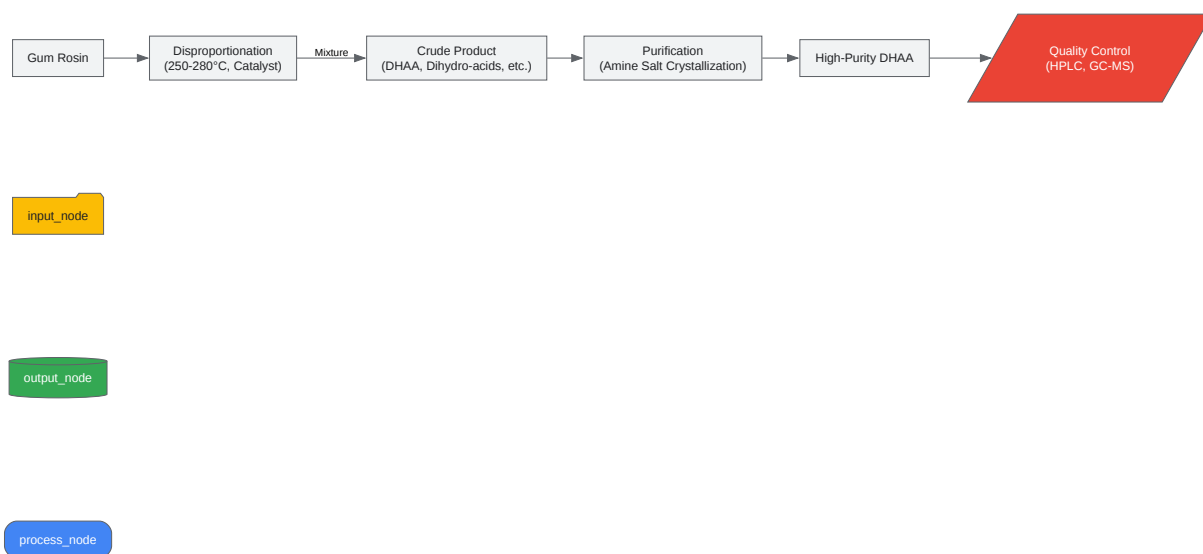 Gum Rosin
Disproportionation
(250-280°C, Catalyst)
Mixture
Crude Product
(DHAA, Dihydro-acids, etc.)
Purification
(Amine Salt Crystallization)
High-Purity DHAA
Quality Control
(HPLC, GC-MS)
input_node
output_node
process_node